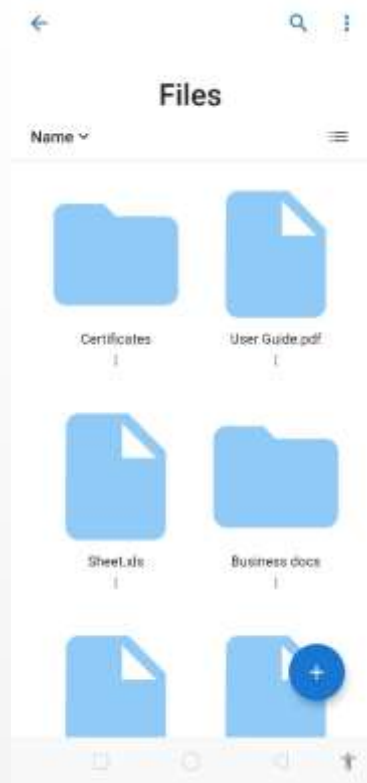 Files
Name
Certificates
User Guide.pdf
Sheet.xls
Business docs